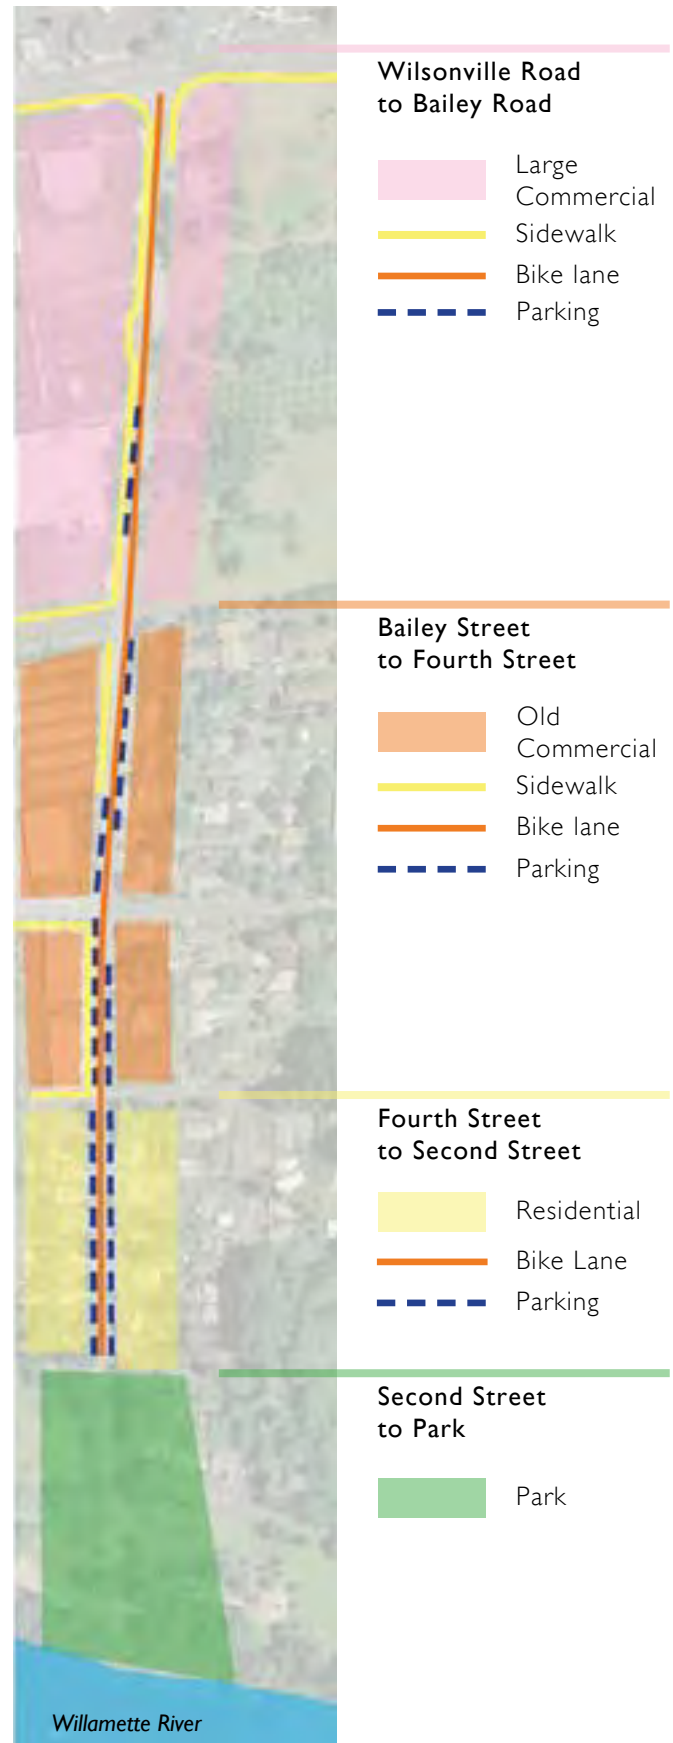 Wilsonville Road
to Bailey Road
Large
Commercial
Sidewalk
Bike lane
Parking
Bailey Street
to Fourth Street
Old
Commercial
Sidewalk
Bike lane
Parking
Fourth Street
to Second Street
Residential
Bike Lane
Parking
Second Street
to Park
Park
Willamette River